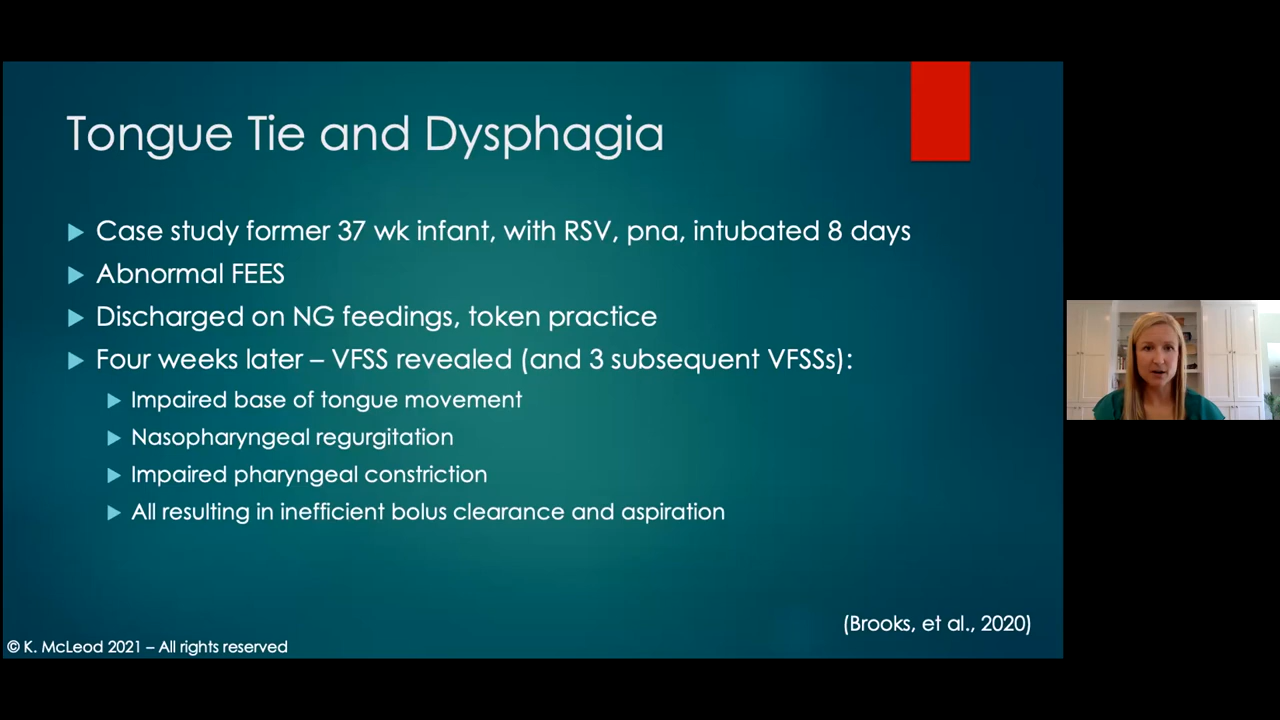 Tongue Tie and Dysphagia
Case study former 37 wk infant, with RSV, pna, intubated 8 days
Abnormal FEES
Discharged on NG feedings, token practice
Four weeks later – VFSS revealed (and 3 subsequent VFSSs):
Impaired base of tongue movement
Nasopharyngeal regurgitation
Impaired pharyngeal constriction
All resulting in inefficient bolus clearance and aspiration
(Brooks, et al., 2020)
© K. McLeod 2021 – All rights reserved